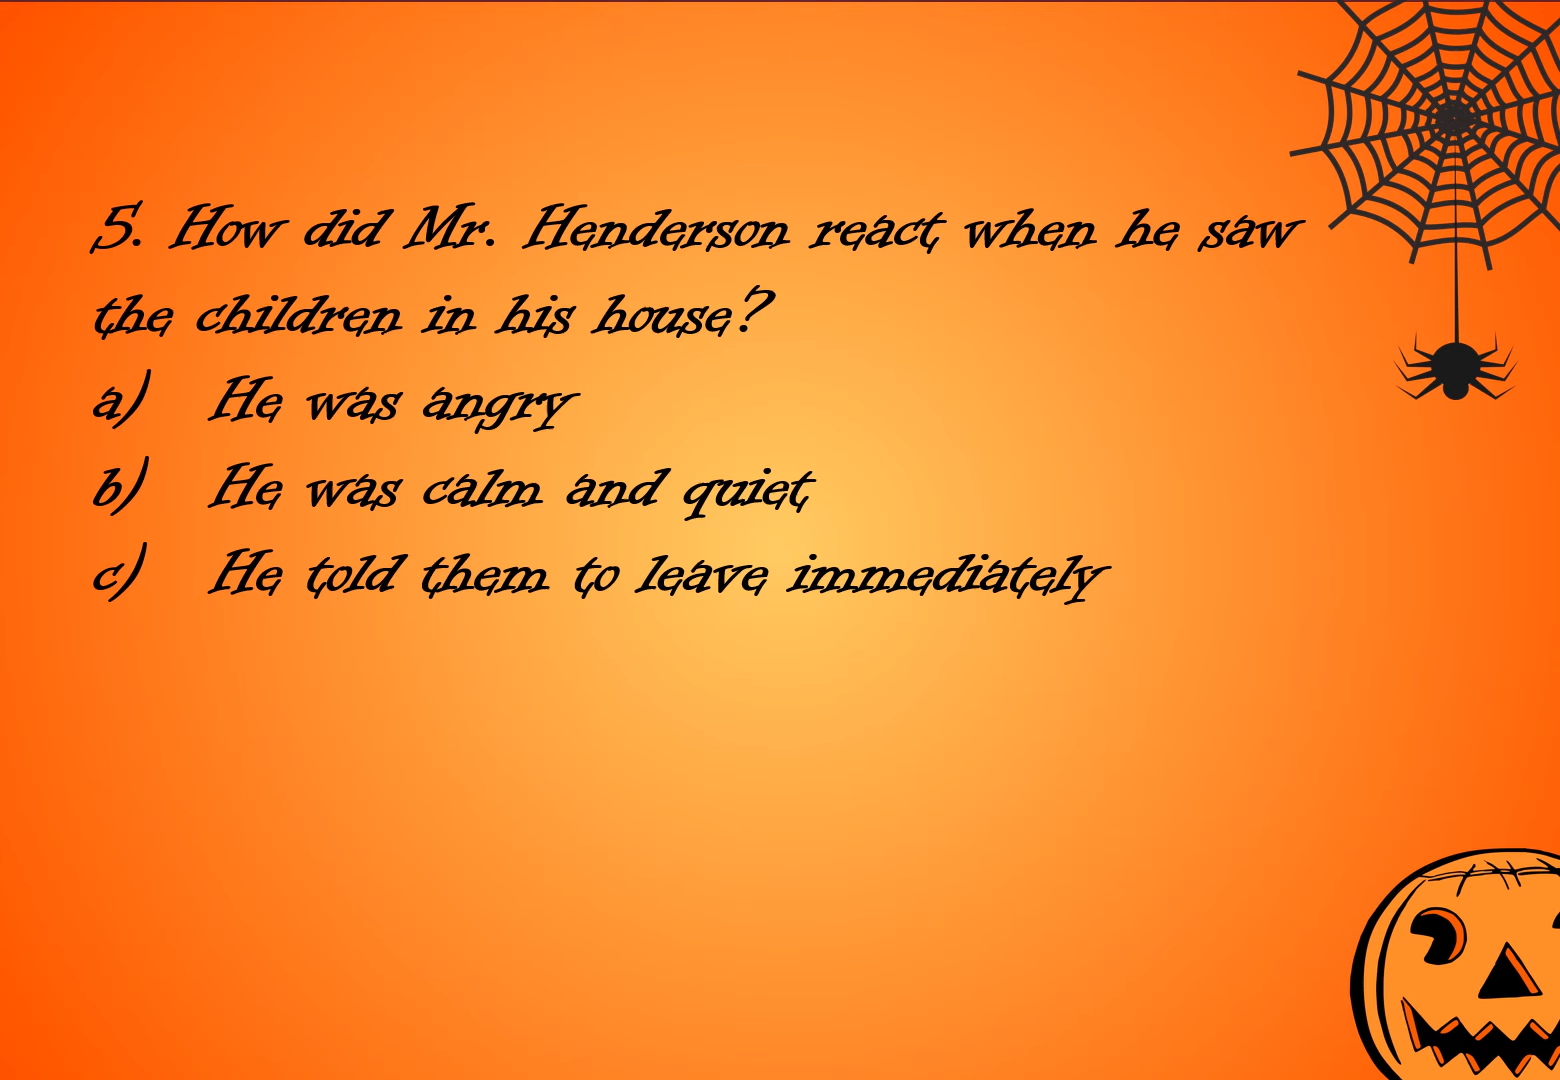 5. How did Mr. Henderson react when he saw
the children in his house?
a) He was angry
b) He was calm and quiet
c) He told them to leave immediately